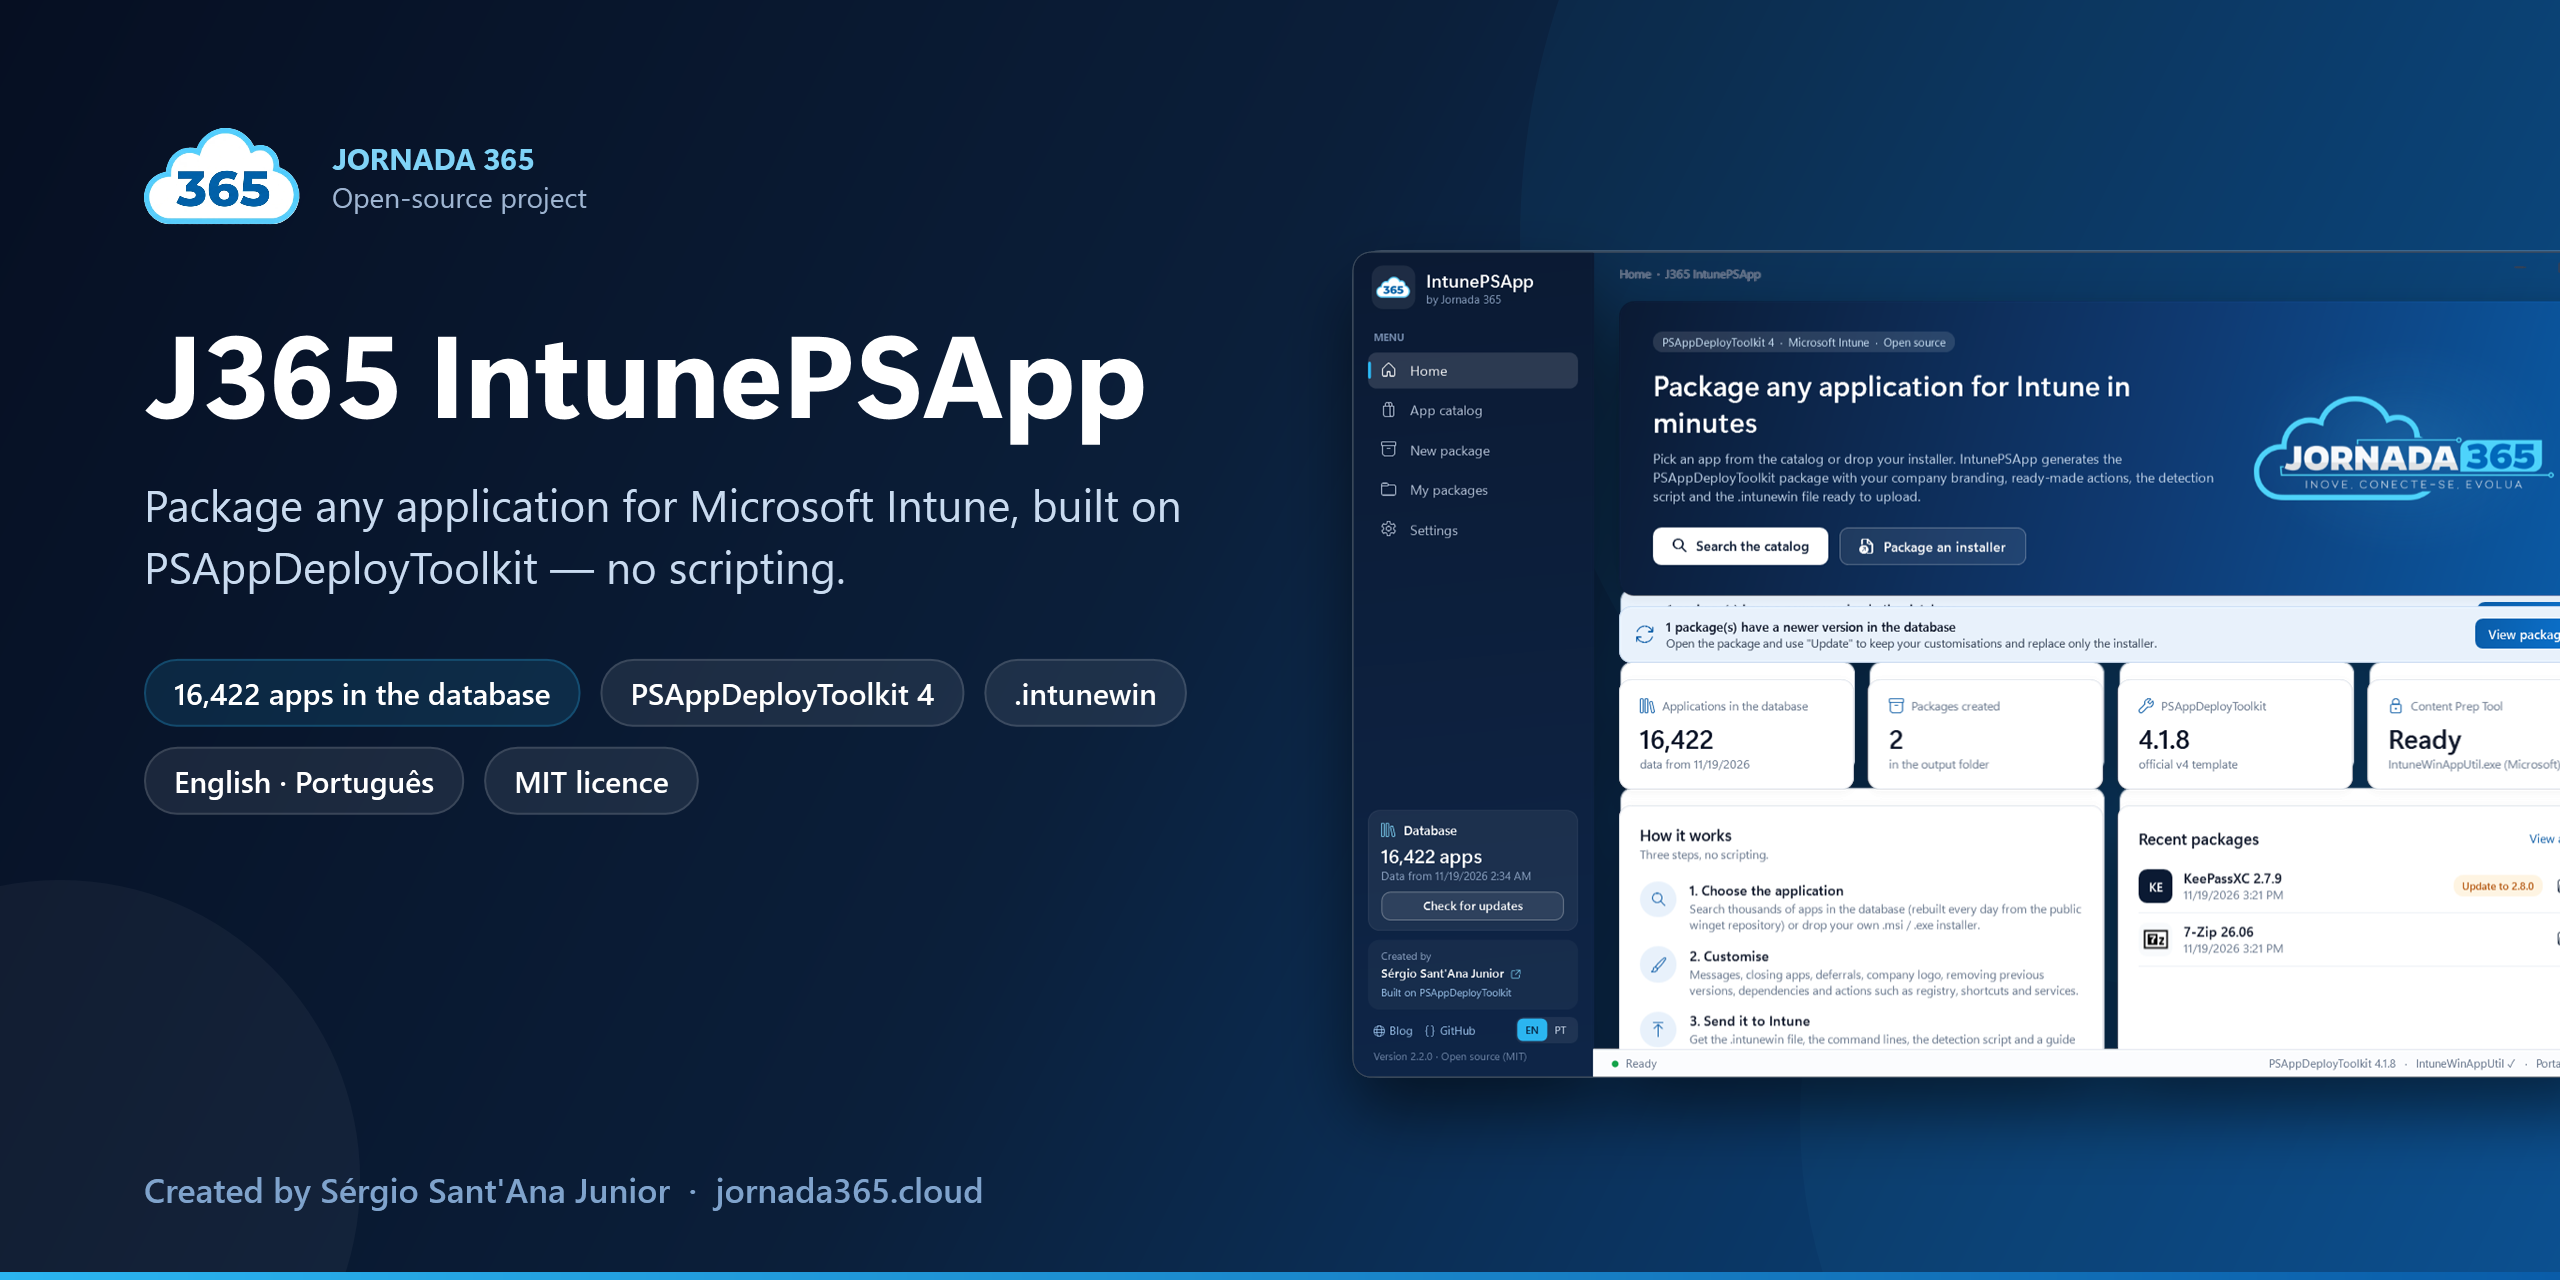 365
JORNADA 365
Open-source project
J365 IntunePSApp
Package any application for Microsoft Intune, built on
PSAppDeployToolkit — no scripting.
16,422 apps in the database
PSAppDeployToolkit 4
.intunewin
English · Português
MIT licence
Created by Sérgio Sant'Ana Junior · jornada365.cloud
365
IntunePSApp
by Jornada 365
MENU
Home
App catalog
New package
My packages
Settings
Database
16,422 apps
Data from 11/19/2026 2:34 AM
Check for updates
Created by
Sérgio Sant'Ana Junior
Built on PSAppDeployToolkit
Blog
{} GitHub
EN
PT
Version 2.2.0 · Open source (MIT)
Home · J365 IntunePSApp
PSAppDeployToolkit 4 · Microsoft Intune · Open source
Package any application for Intune in
minutes
Pick an app from the catalog or drop your installer. IntunePSApp generates the
PSAppDeployToolkit package with your company branding, ready-made actions, the detection
script and the .intunewin file ready to upload.
Search the catalog
Package an installer
JORNADA 365
INOVE, CONECTE-SE, EVOLUA
1 package(s) have a newer version in the database
Open the package and use "Update" to keep your customisations and replace only the installer.
View packag
Applications in the database
16,422
data from 11/19/2026
Packages created
2
in the output folder
PSAppDeployToolkit
4.1.8
official v4 template
Content Prep Tool
Ready
IntuneWinAppUtil.exe (Microsoft)
How it works
Three steps, no scripting.
1. Choose the application
Search thousands of apps in the database (rebuilt every day from the public
winget repository) or drop your own .msi / .exe installer.
2. Customise
Messages, closing apps, deferrals, company logo, removing previous
versions, dependencies and actions such as registry, shortcuts and services.
3. Send it to Intune
Get the .intunewin file, the command lines, the detection script and a guide
Recent packages
View a
KE
KeePassXC 2.7.9
11/19/2026 3:21 PM
Update to 2.8.0
7z
7-Zip 26.06
11/19/2026 3:21 PM
Ready
PSAppDeployToolkit 4.1.8 · IntuneWinAppUtil ✓ · Porta